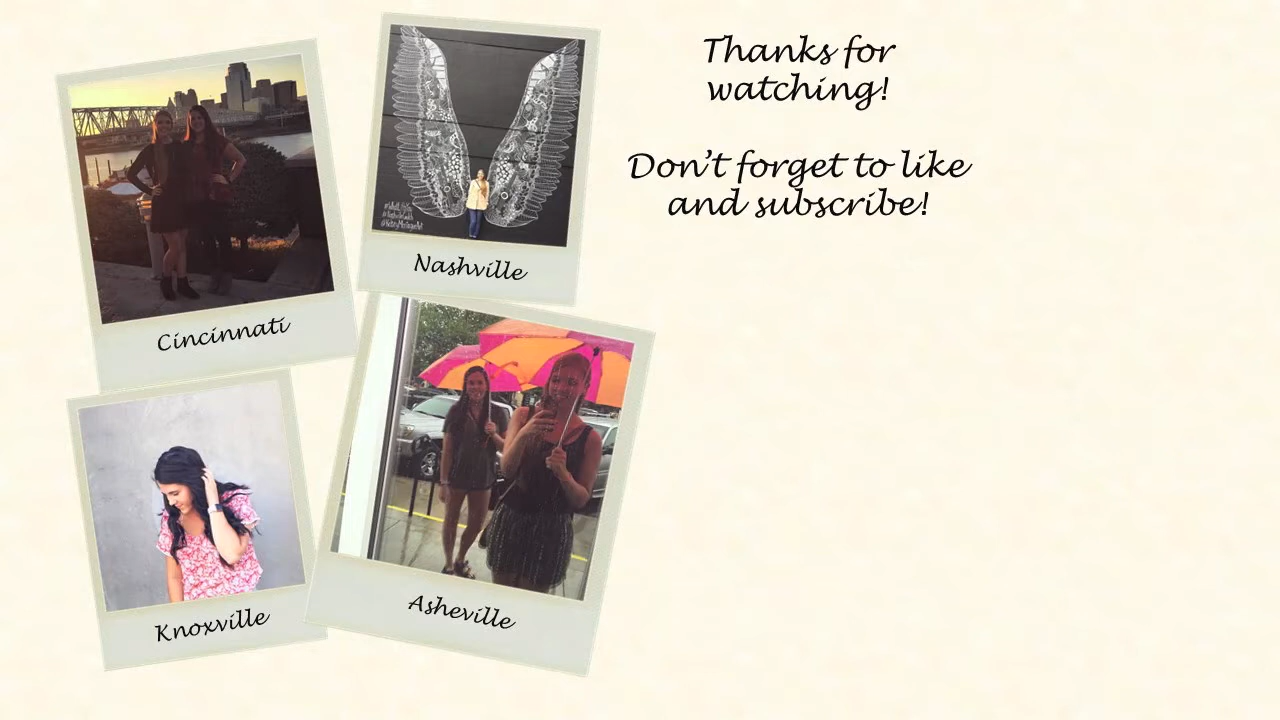 Thanks for
watching!
Don't forget to like
and subscribe!
Nashville
Cincinnati
Asheville
Knoxville